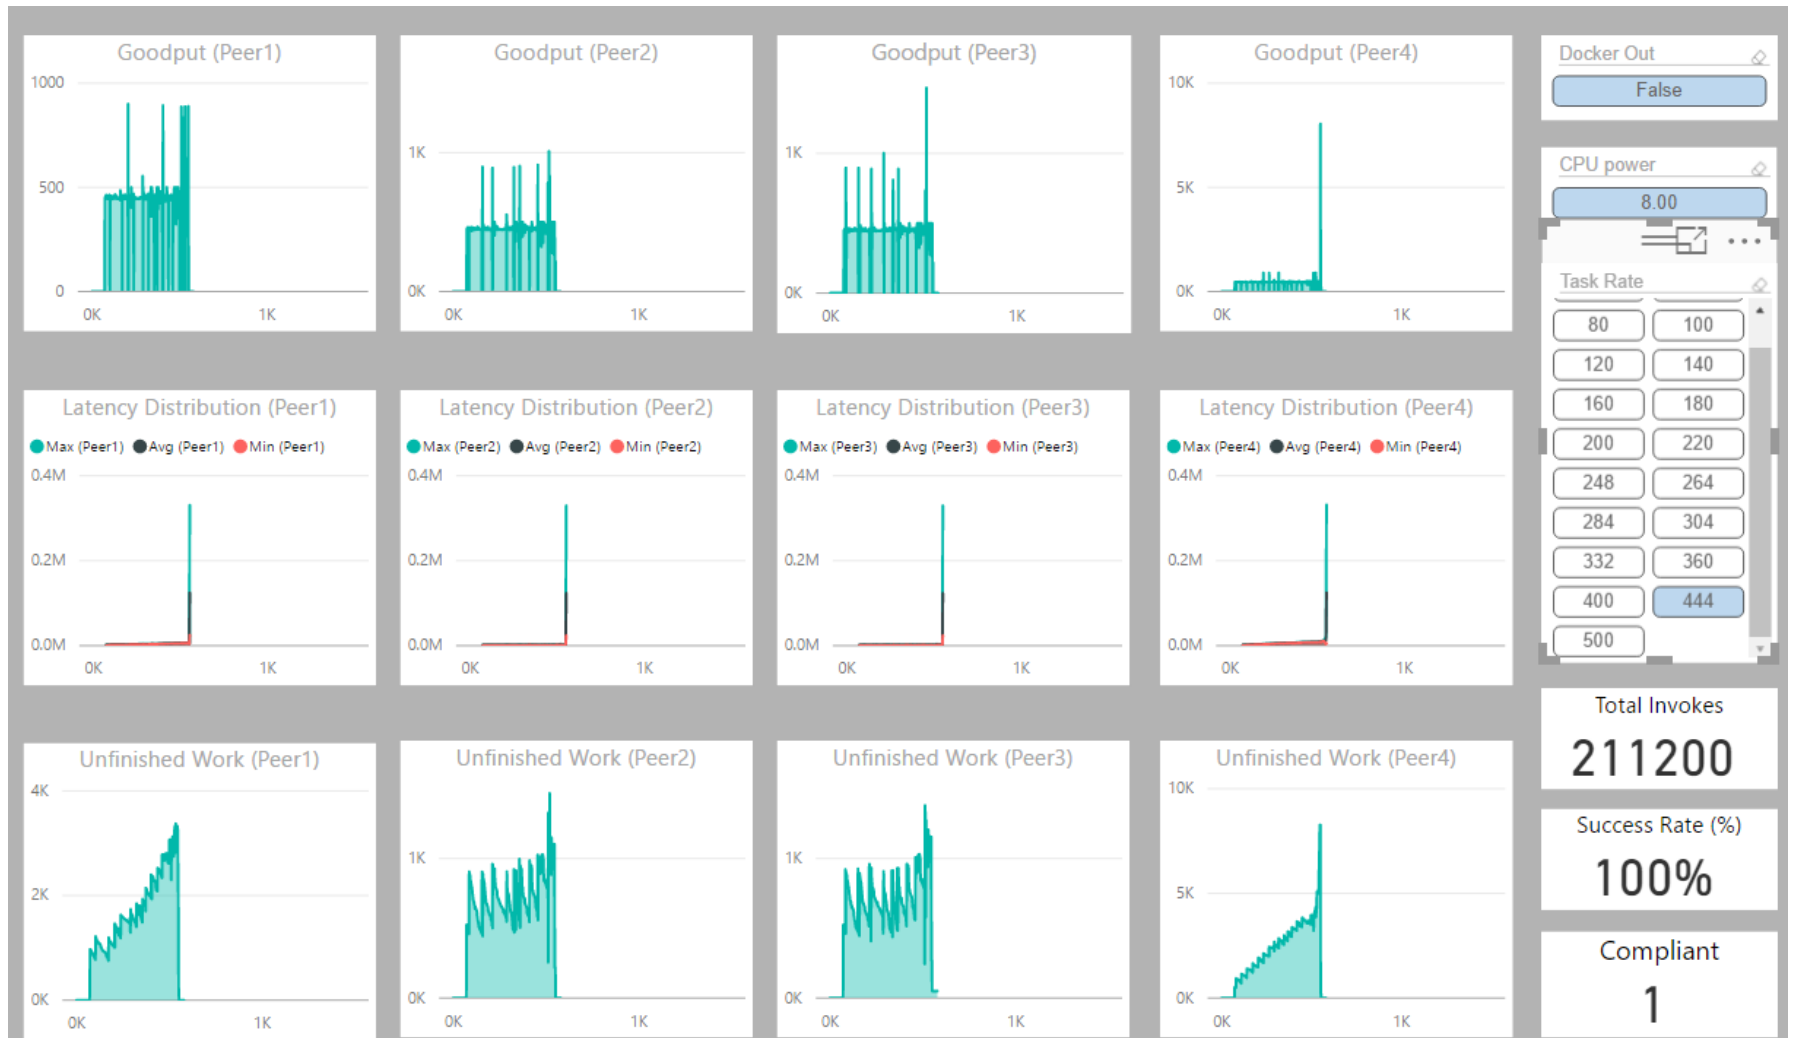 Goodput (Peer1)
1000
500
0
0K 1K
Goodput (Peer2)
1K
0K
0K 1K
Goodput (Peer3)
1K
0K
0K 1K
Goodput (Peer4)
10K
5K
0K
0K 1K
Docker Out
False
CPU power
8.00
Task Rate
80 100
120 140
160 180
200 220
248 264
284 304
332 360
400 444
500
Latency Distribution (Peer1)
Max (Peer1) Avg (Peer1) Min (Peer1)
0.4M
0.2M
0.0M
0K 1K
Latency Distribution (Peer2)
Max (Peer2) Avg (Peer2) Min (Peer2)
0.4M
0.2M
0.0M
0K 1K
Latency Distribution (Peer3)
Max (Peer3) Avg (Peer3) Min (Peer3)
0.4M
0.2M
0.0M
0K 1K
Latency Distribution (Peer4)
Max (Peer4) Avg (Peer4) Min (Peer4)
0.4M
0.2M
0.0M
0K 1K
Unfinished Work (Peer1)
4K
2K
0K
0K 1K
Unfinished Work (Peer2)
1K
0K
0K 1K
Unfinished Work (Peer3)
1K
0K
0K 1K
Unfinished Work (Peer4)
10K
5K
0K
0K 1K
Total Invokes
211200
Success Rate (%)
100%
Compliant
1